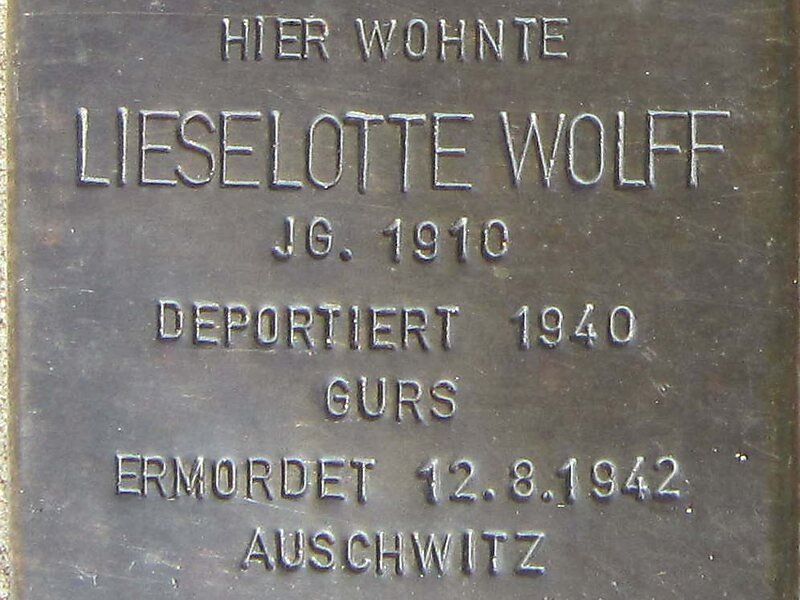 HIER WOHNTE
LIESELOTTE WOLFF
JG. 1910
DEPORTIERT 1940
GURS
ERMORDET 12.8.1942
AUSCHWITZ